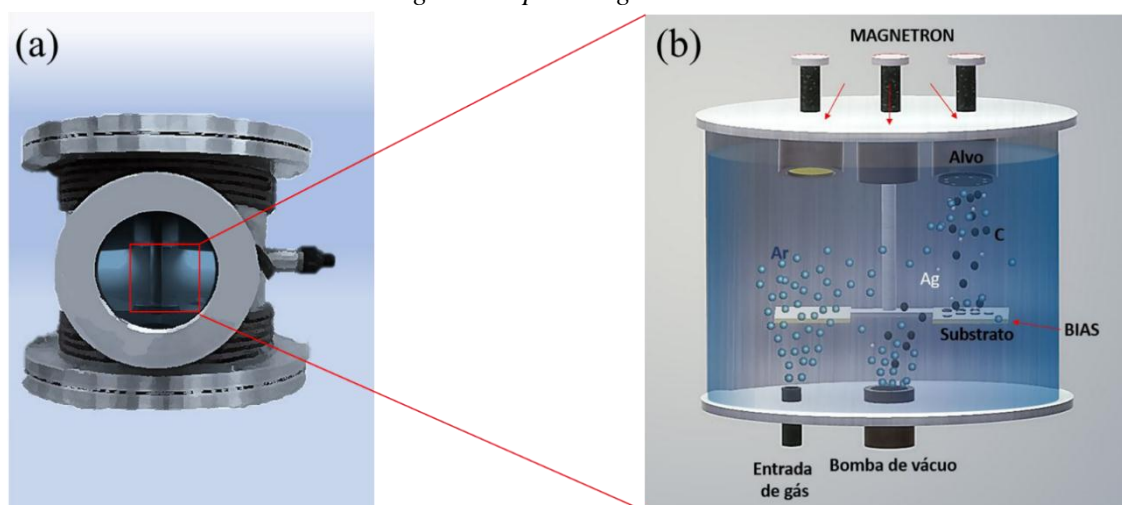 (a)
(b)
MAGNETRON
Alvo
C
Ar
Ag
Substrato
BIAS
Entrada
de gás
Bomba de vácuo